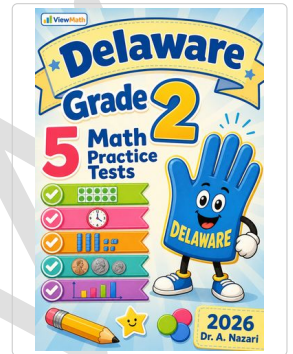 ViewMath
Delaware
Grade 2
5 Math
Practice
Tests
DELAWARE
2026
Dr. A. Nazari